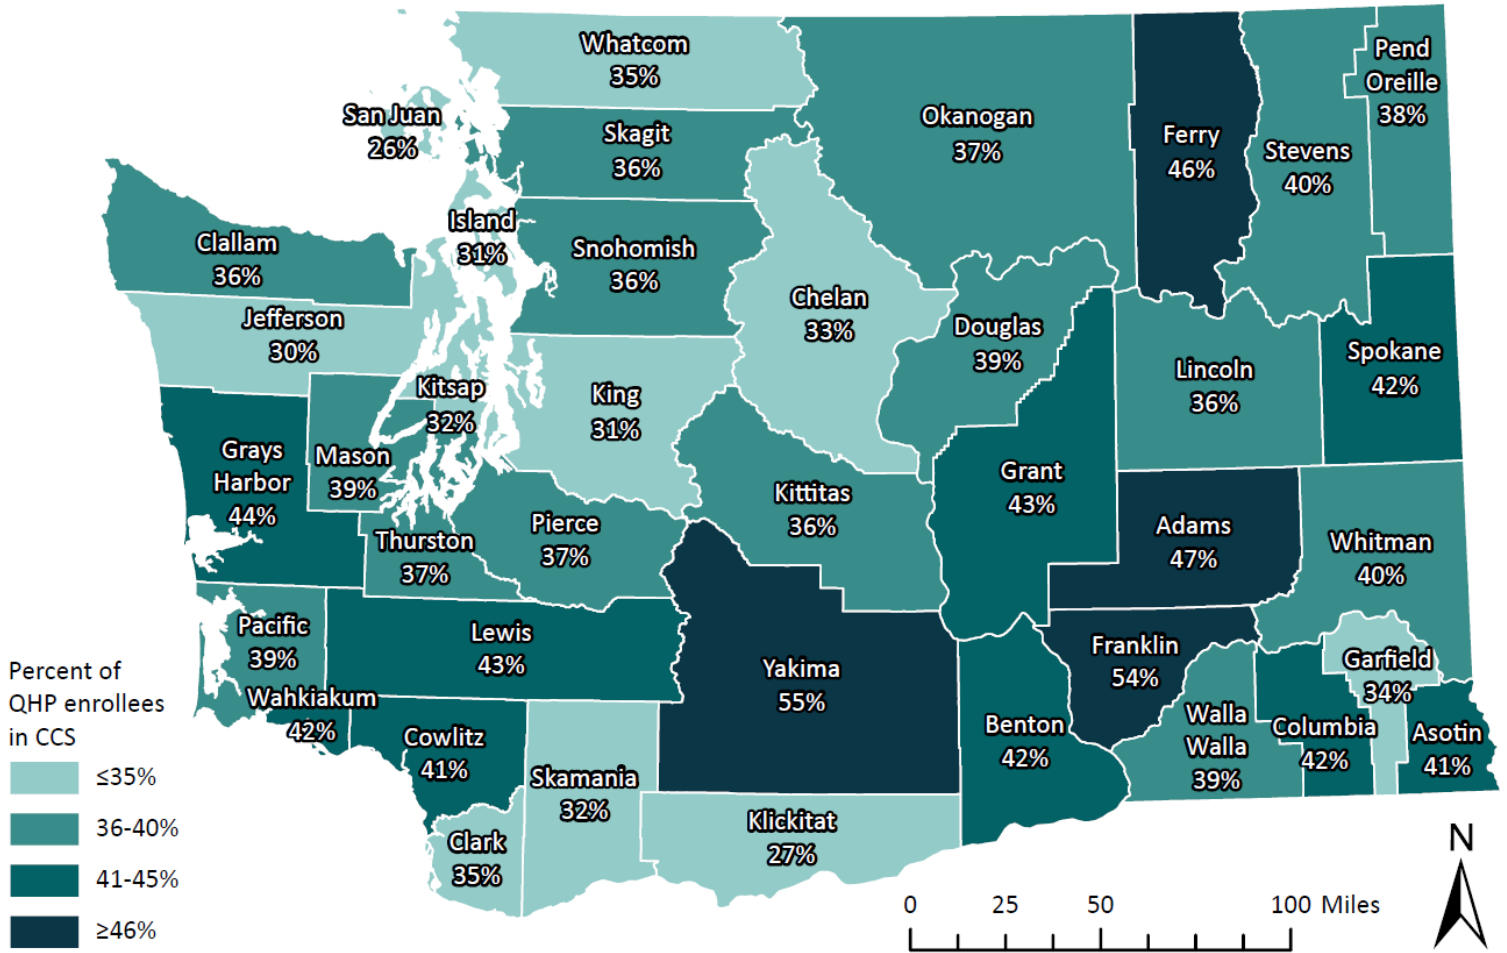 Whatcom
35%
San Juan
26%
Skagit
36%
Okanogan
37%
Ferry
46%
Stevens
40%
Pend
Oreille
38%
Clallam
36%
Island
31%
Snohomish
36%
Jefferson
30%
Chelan
33%
Douglas
39%
Lincoln
36%
Spokane
42%
Kitsap
32%
King
31%
Grays
Harbor
44%
Mason
39%
Grant
43%
Kittitas
36%
Thurston
37%
Pierce
37%
Adams
47%
Whitman
40%
Pacific
39%
Lewis
43%
Yakima
55%
Franklin
54%
Garfield
34%
Wahkiakum
42%
Cowlitz
41%
Skamania
32%
Benton
42%
Walla
Walla
39%
Columbia
42%
Asotin
41%
Clark
35%
Klickitat
27%
Percent of
QHP enrollees
in CCS
≤35%
36-40%
41-45%
≥46%
0 25 50 100 Miles
N